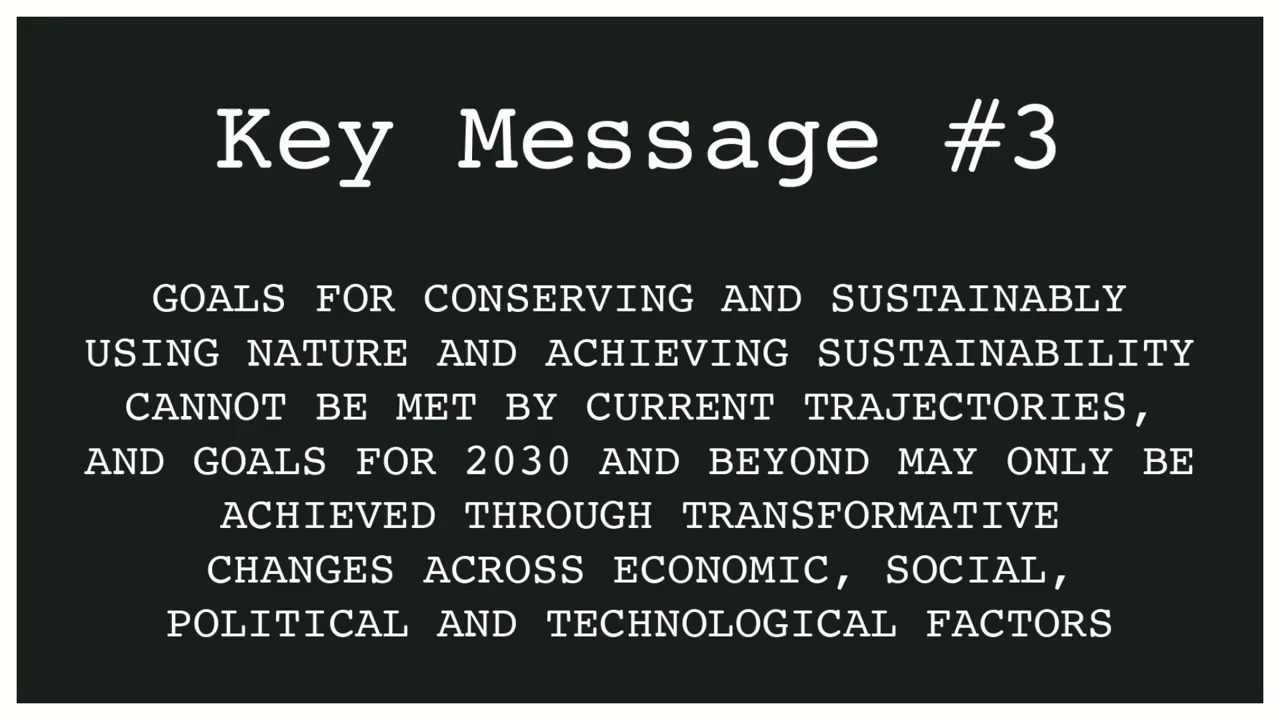 Key Message #3
GOALS FOR CONSERVING AND SUSTAINABLY
USING NATURE AND ACHIEVING SUSTAINABILITY
CANNOT BE MET BY CURRENT TRAJECTORIES,
AND GOALS FOR 2030 AND BEYOND MAY ONLY BE
ACHIEVED THROUGH TRANSFORMATIVE
CHANGES ACROSS ECONOMIC, SOCIAL,
POLITICAL AND TECHNOLOGICAL FACTORS